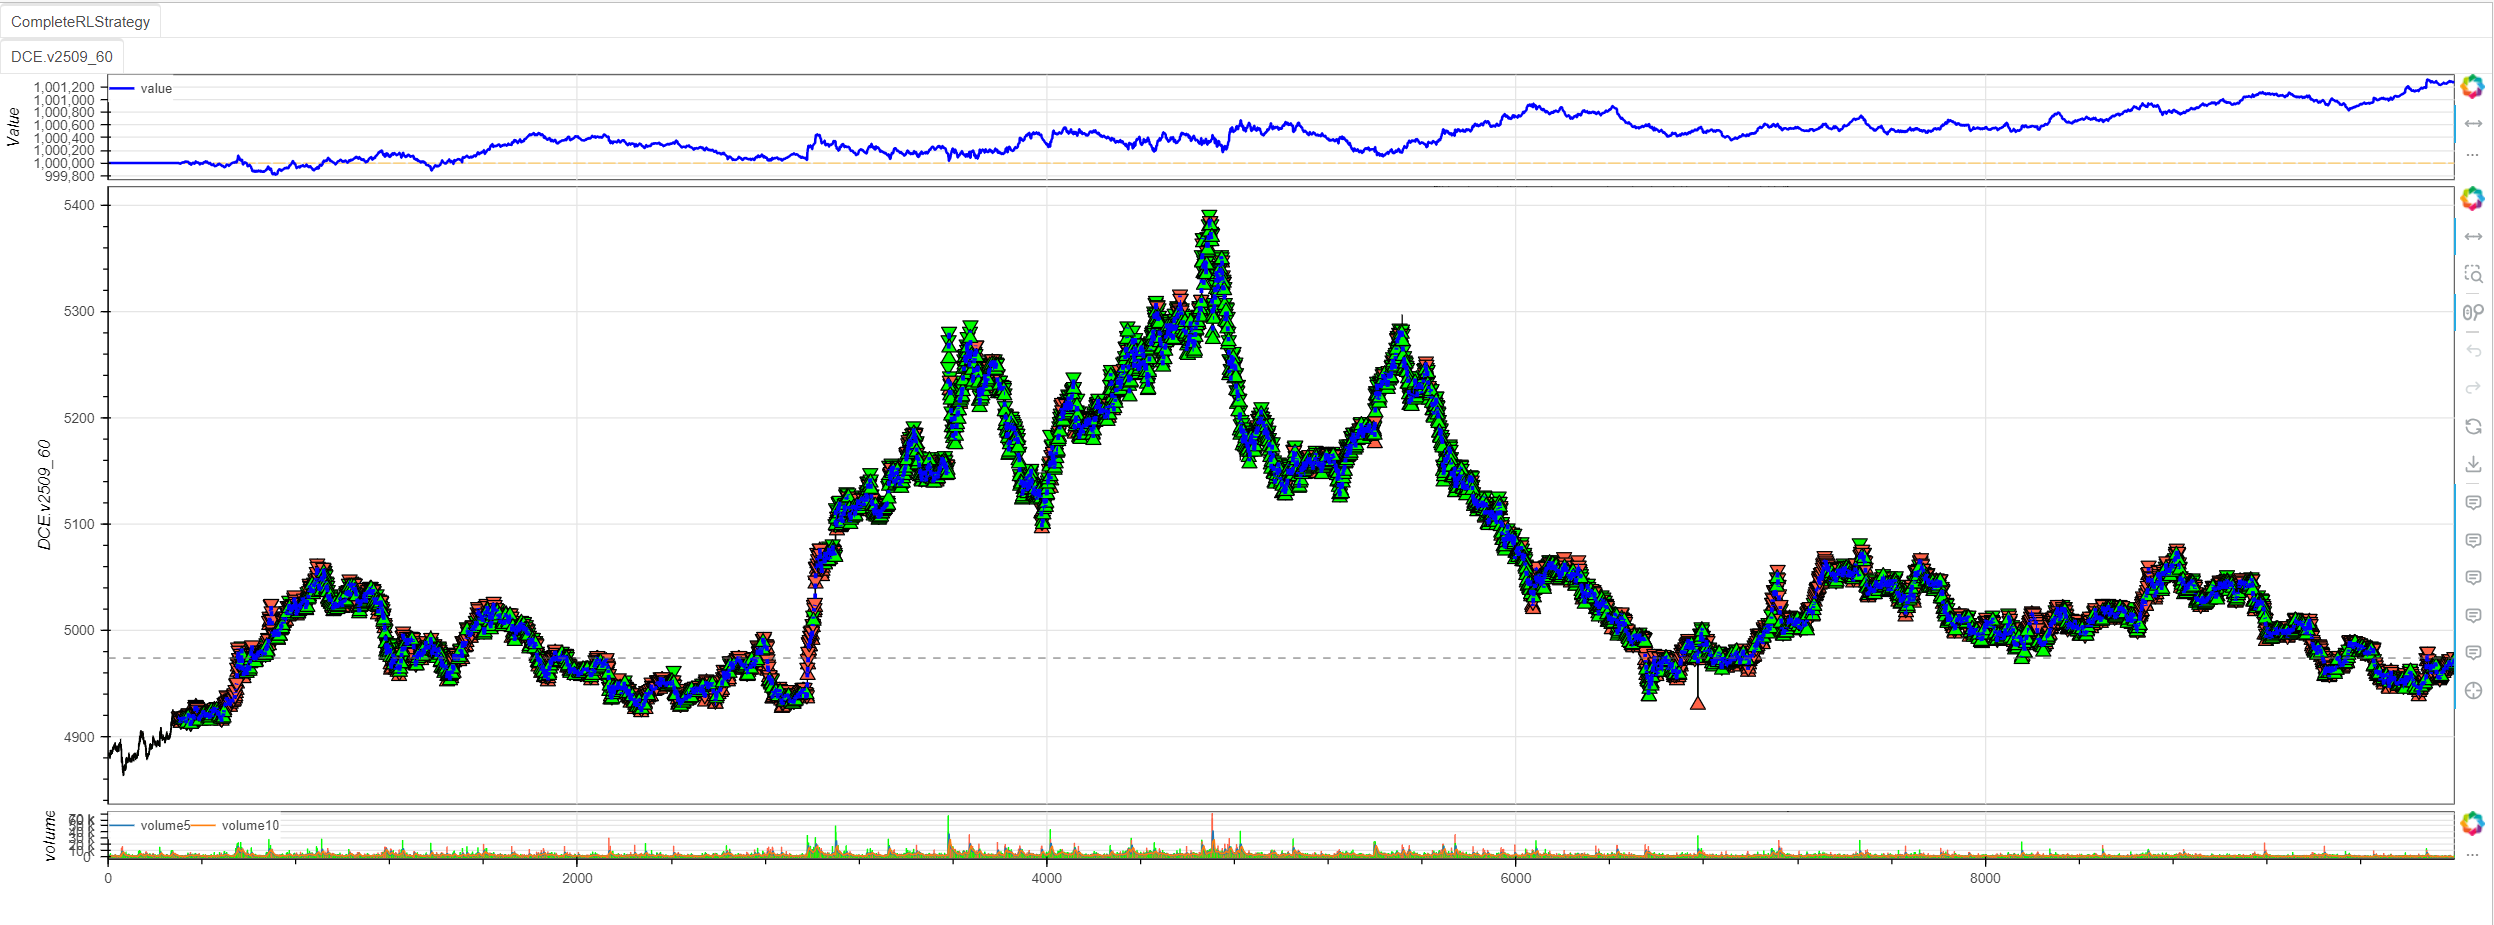 CompleteRLStrategy
DCE.v2509_60
Value
1,001,200
1,001,000
1,000,800
1,000,600
1,000,400
1,000,200
1,000,000
999,800
value
DCE.v2509_60
5400
5300
5200
5100
5000
4900
volume
volume5 volume10
0
0 2000 4000 6000 8000